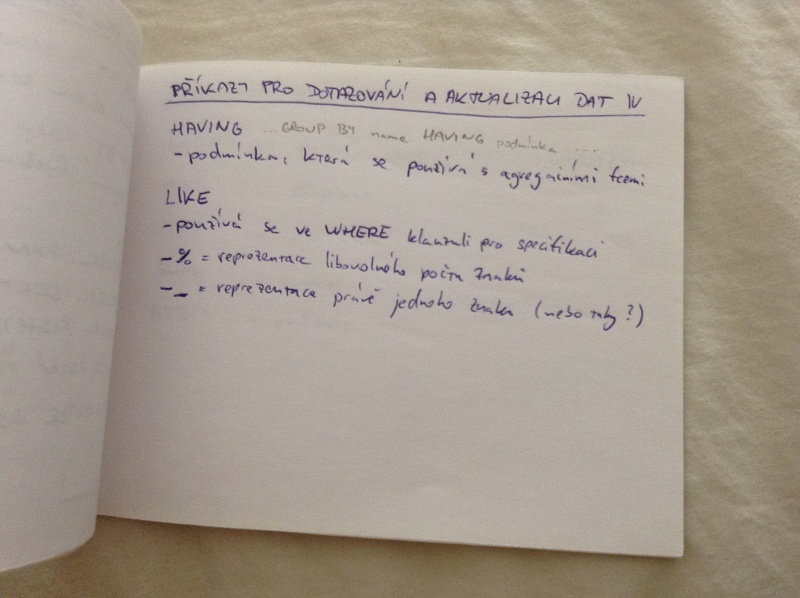 PŘÍKAZY PRO DOTAZOVÁNÍ A AKTUALIZACI DAT IV
HAVING ...GROUP BY name HAVING podmínka ...
- podmínka, která se používá s agregačními fcemi
LIKE
- používá se ve WHERE klauzuli pro specifikaci
- % = reprezentace libovolného počtu znaků
- _ = reprezentace právě jednoho znaku (nebo taky ?)